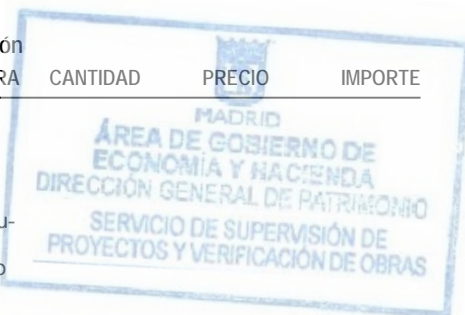 ón
RA CANTIDAD PRECIO IMPORTE
MADRID
ÁREA DE GOBIERNO DE
ECONOMÍA Y HACIENDA
DIRECCIÓN GENERAL DE PATRIMONIO
u-
SERVICIO DE SUPERVISIÓN DE
PROYECTOS Y VERIFICACIÓN DE OBRAS
o